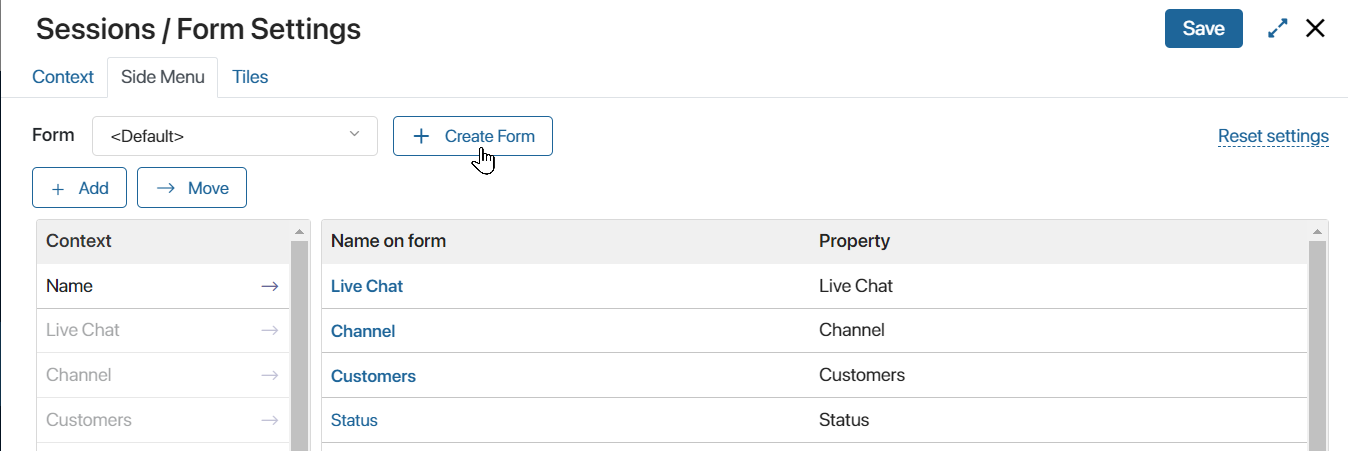 Sessions / Form Settings
Save
Context
Side Menu
Tiles
Form
<Default>
+ Create Form
Reset settings
+ Add
→ Move
Context
Name on form
Property
Name →
Live Chat
Live Chat
Live Chat →
Channel
Channel
Channel →
Customers
Customers
Customers →
Status
Status